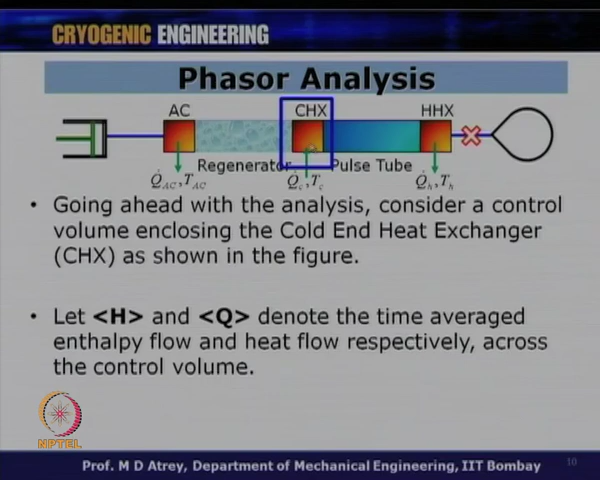 CRYOGENIC ENGINEERING
Phasor Analysis
AC CHX HHX
Regenerator Pulse Tube
Q̇AC,TAC Q̇c,Tc Q̇h,Th
• Going ahead with the analysis, consider a control
volume enclosing the Cold End Heat Exchanger
(CHX) as shown in the figure.
• Let <H> and <Q> denote the time averaged
enthalpy flow and heat flow respectively, across
the control volume.
NPTEL
Prof. M D Atrey, Department of Mechanical Engineering, IIT Bombay 10